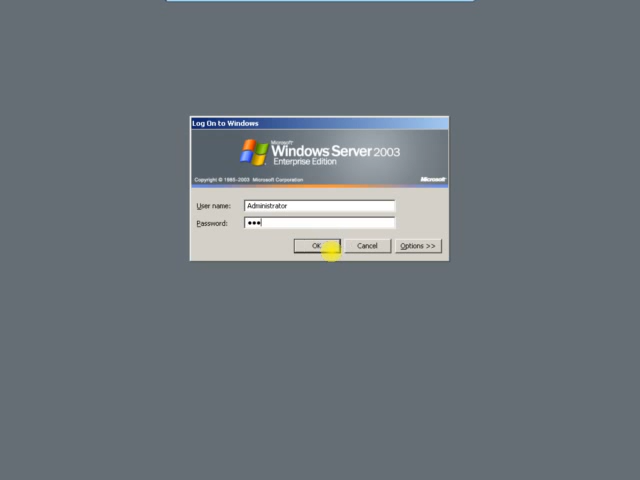 Log On to Windows
Microsoft
Windows Server 2003
Enterprise Edition
Copyright © 1985-2003 Microsoft Corporation
Microsoft
User name:
Administrator
Password:
OK
Cancel
Options >>